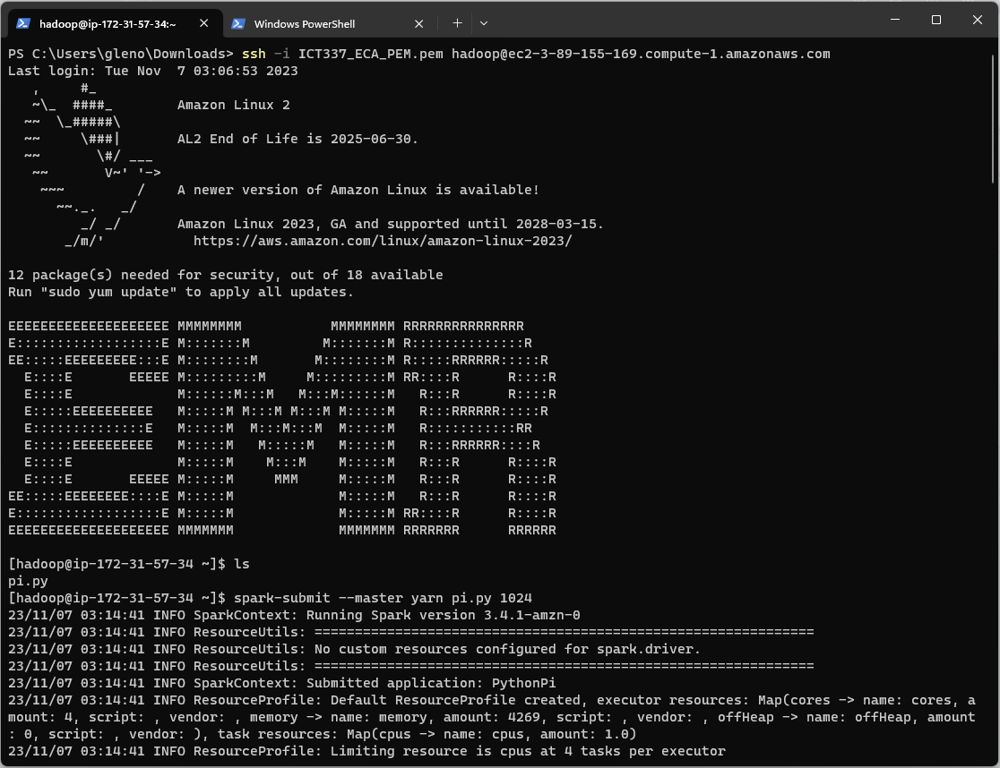 hadoop@ip-172-31-57-34:~ Windows PowerShell
PS C:\Users\gleno\Downloads> ssh -i ICT337_ECA_PEM.pem hadoop@ec2-3-89-155-169.compute-1.amazonaws.com
Last login: Tue Nov  7 03:06:53 2023
   ,     #_
   ~\_  ####_        Amazon Linux 2
  ~~  \_#####\
  ~~     \###|       AL2 End of Life is 2025-06-30.
  ~~       \#/ ___
   ~~       V~' '->
    ~~~         /    A newer version of Amazon Linux is available!
      ~~._.   _/
         _/ _/       Amazon Linux 2023, GA and supported until 2028-03-15.
       _/m/'           https://aws.amazon.com/linux/amazon-linux-2023/
12 package(s) needed for security, out of 18 available
Run "sudo yum update" to apply all updates.
EEEEEEEEEEEEEEEEEEEE MMMMMMMM           MMMMMMMM RRRRRRRRRRRRRRR
E::::::::::::::::::E M:::::::M         M:::::::M R::::::::::::::R
EE:::::EEEEEEEEE:::E M::::::::M       M::::::::M R:::::RRRRRR:::::R
  E::::E       EEEEE M:::::::::M     M:::::::::M RR::::R      R::::R
  E::::E             M::::::M:::M   M:::M::::::M   R:::R      R::::R
  E:::::EEEEEEEEEE   M:::::M M:::M M:::M M:::::M   R:::RRRRRR:::::R
  E::::::::::::::E   M:::::M  M:::M:::M  M:::::M   R:::::::::::RR
  E:::::EEEEEEEEEE   M:::::M   M:::::M   M:::::M   R:::RRRRRR::::R
  E::::E             M:::::M    M:::M    M:::::M   R:::R      R::::R
  E::::E       EEEEE M:::::M     MMM     M:::::M   R:::R      R::::R
EE:::::EEEEEEEE::::E M:::::M             M:::::M   R:::R      R::::R
E::::::::::::::::::E M:::::M             M:::::M RR::::R      R::::R
EEEEEEEEEEEEEEEEEEEE MMMMMMM             MMMMMMM RRRRRRR      RRRRRR
[hadoop@ip-172-31-57-34 ~]$ ls
pi.py
[hadoop@ip-172-31-57-34 ~]$ spark-submit --master yarn pi.py 1024
23/11/07 03:14:41 INFO SparkContext: Running Spark version 3.4.1-amzn-0
23/11/07 03:14:41 INFO ResourceUtils: ==============================================================
23/11/07 03:14:41 INFO ResourceUtils: No custom resources configured for spark.driver.
23/11/07 03:14:41 INFO ResourceUtils: ==============================================================
23/11/07 03:14:41 INFO SparkContext: Submitted application: PythonPi
23/11/07 03:14:41 INFO ResourceProfile: Default ResourceProfile created, executor resources: Map(cores -> name: cores, a
mount: 4, script: , vendor: , memory -> name: memory, amount: 4269, script: , vendor: , offHeap -> name: offHeap, amount
: 0, script: , vendor: ), task resources: Map(cpus -> name: cpus, amount: 1.0)
23/11/07 03:14:41 INFO ResourceProfile: Limiting resource is cpus at 4 tasks per executor